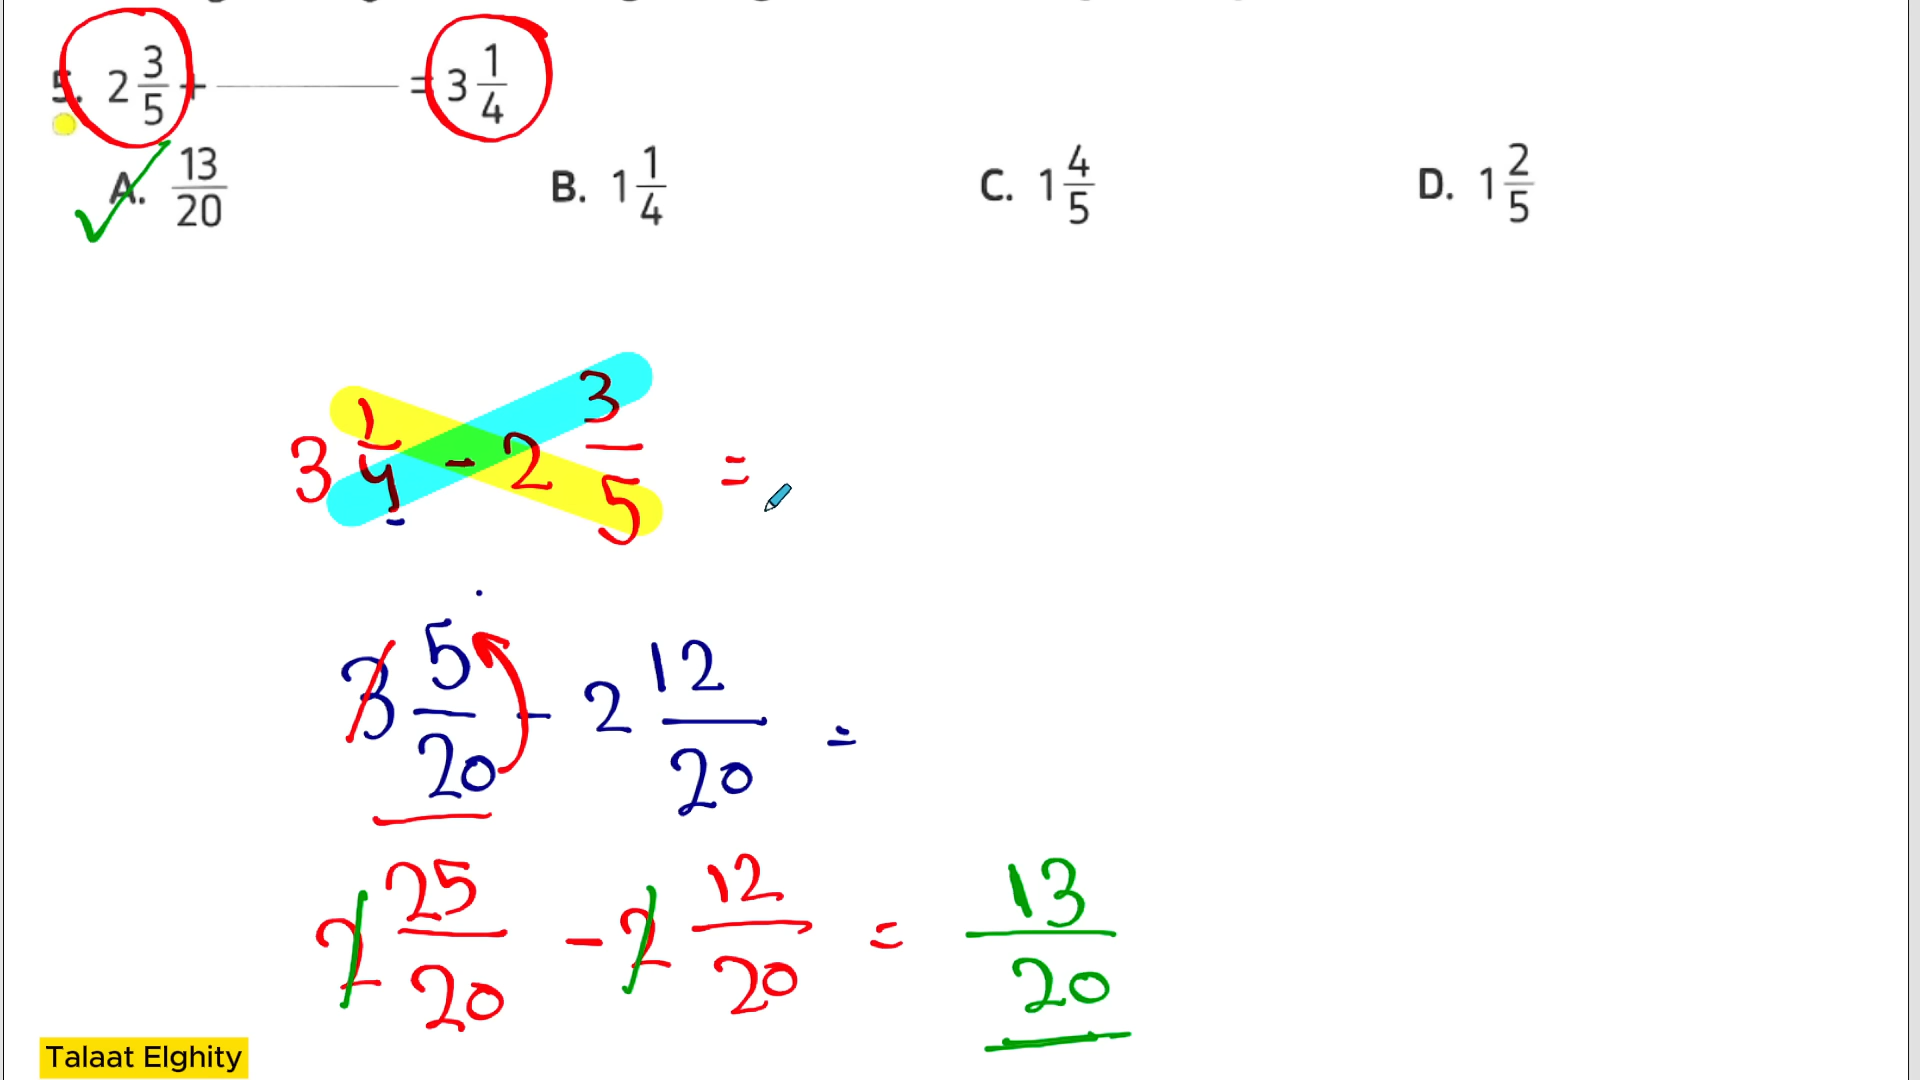 5. 2 3/5 + ———— = 3 1/4
A. 13/20 B. 1 1/4 C. 1 4/5 D. 1 2/5
3 1/4 - 2 3/5 =
3 5/20 - 2 12/20 =
2 25/20 - 2 12/20 = 13/20
Talaat Elghity